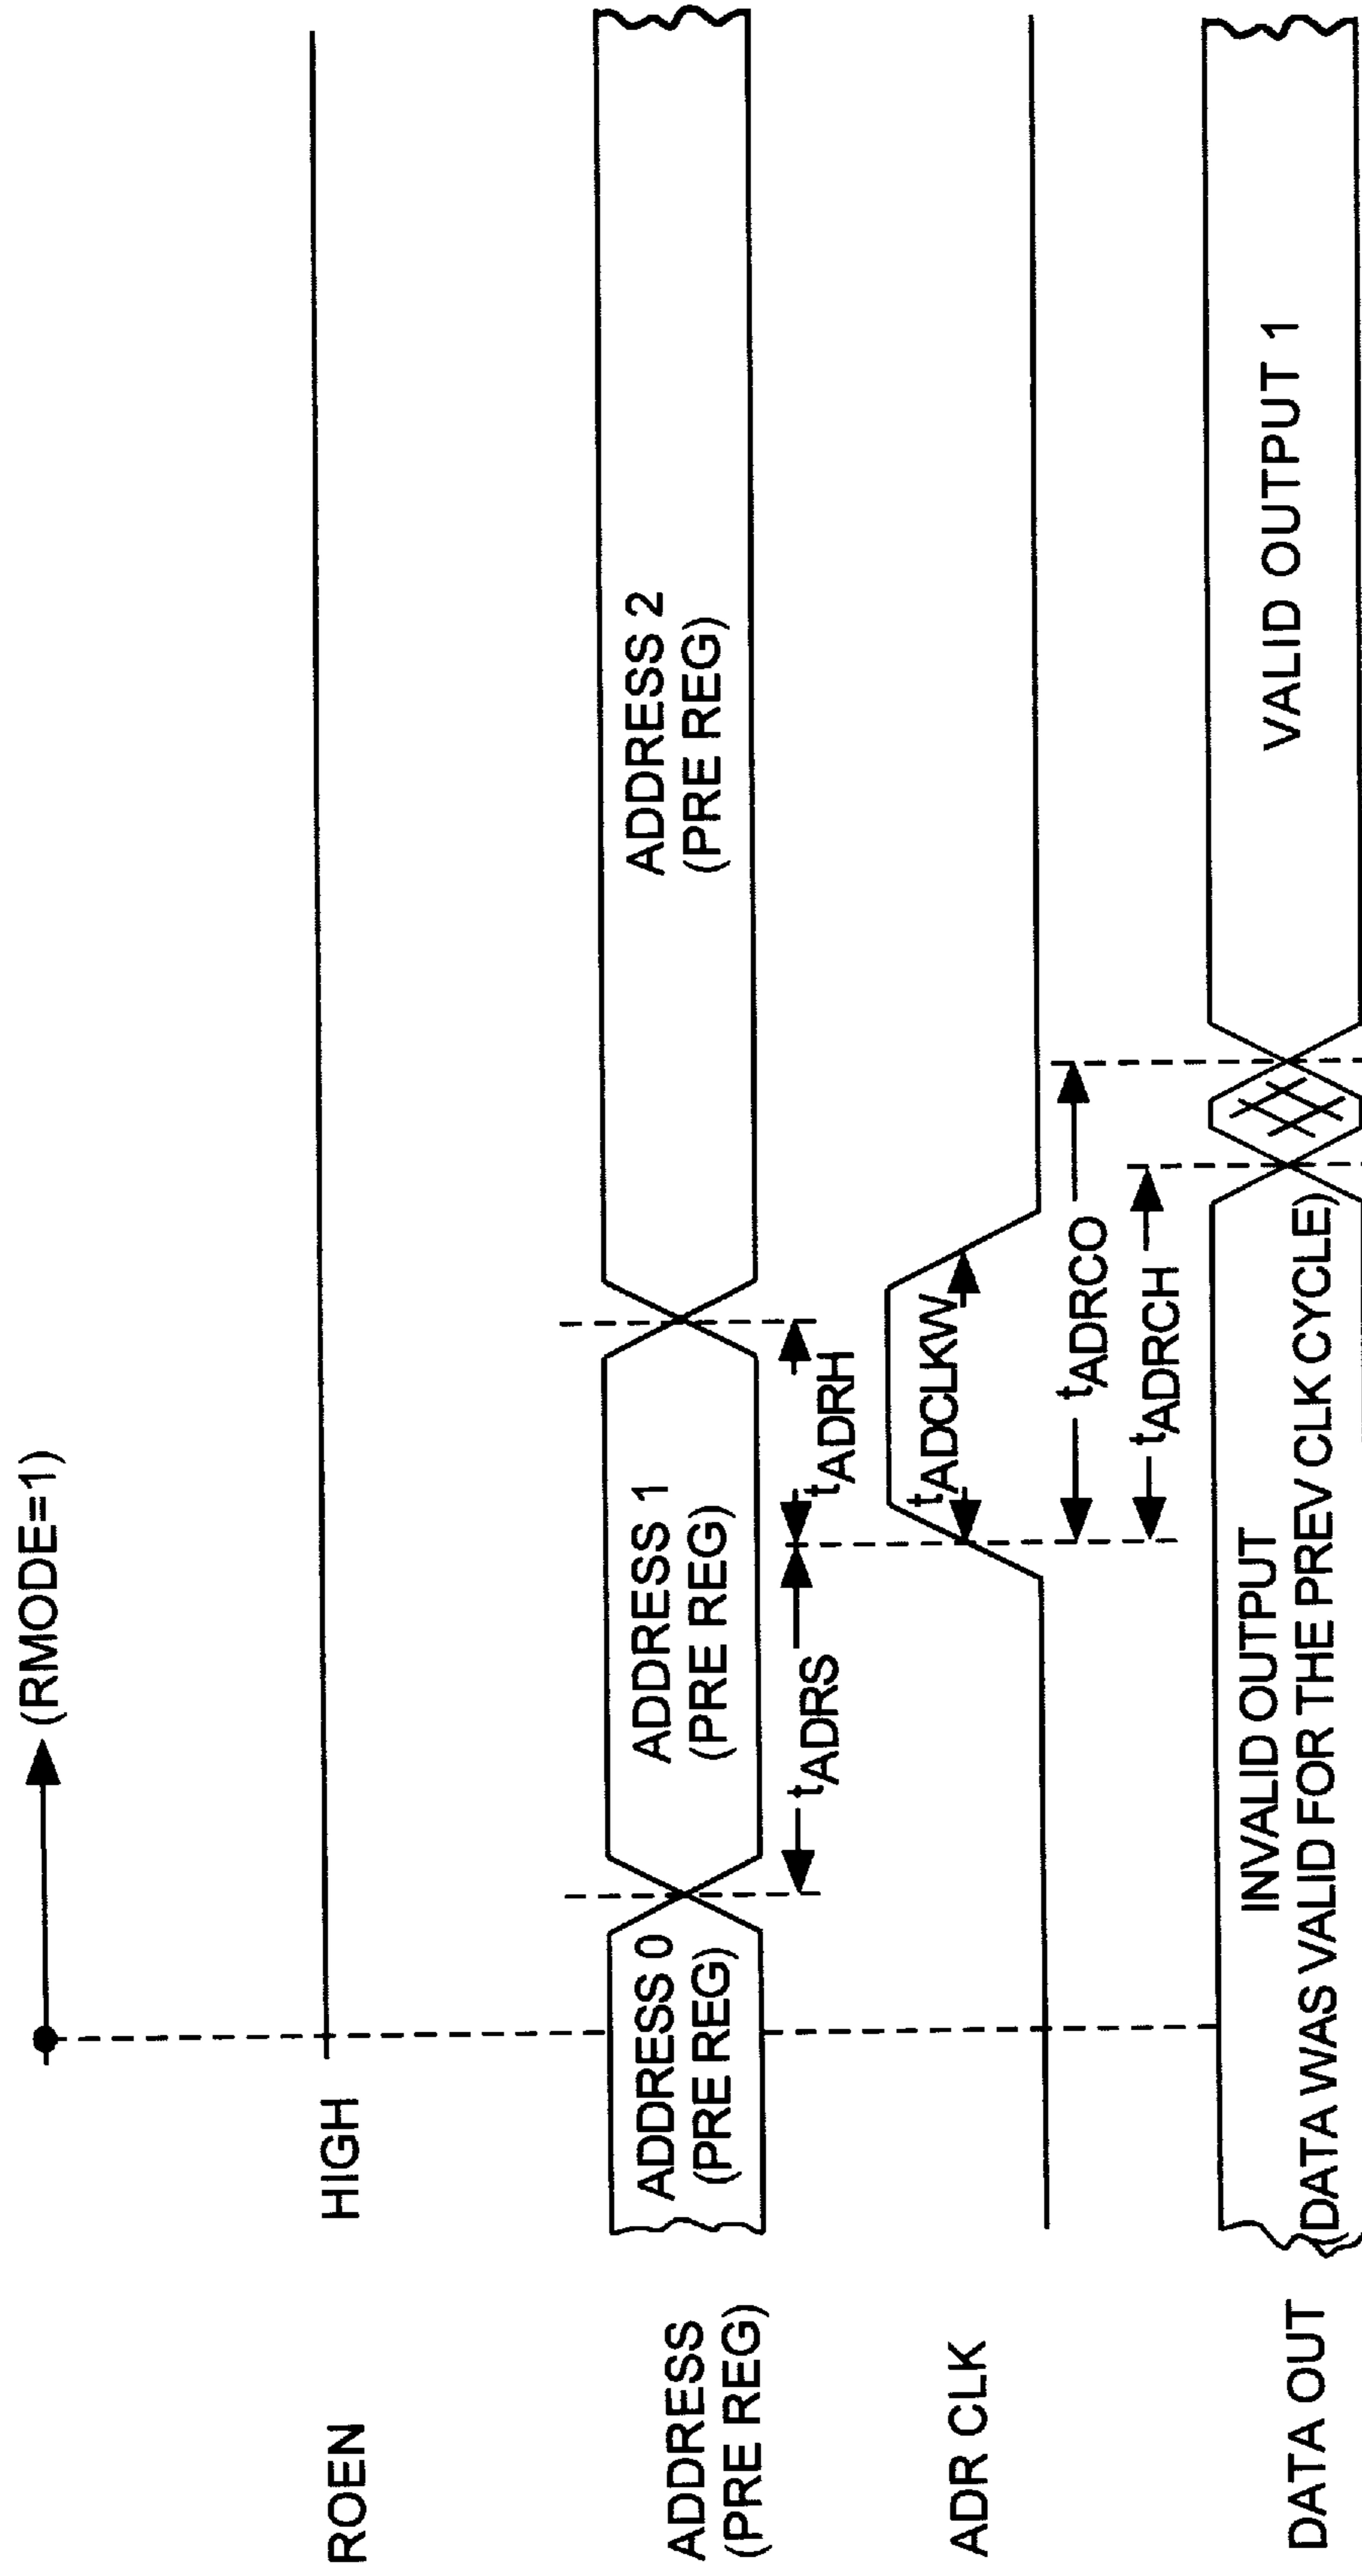 (RMODE=1)
ROEN
HIGH
ADDRESS
(PRE REG)
ADDRESS 0
(PRE REG)
ADDRESS 1
(PRE REG)
ADDRESS 2
(PRE REG)
tADRS
tADRH
ADR CLK
tADCLKW
tADRCO
tADRCH
DATA OUT
INVALID OUTPUT
(DATA WAS VALID FOR THE PREV CLK CYCLE)
VALID OUTPUT 1